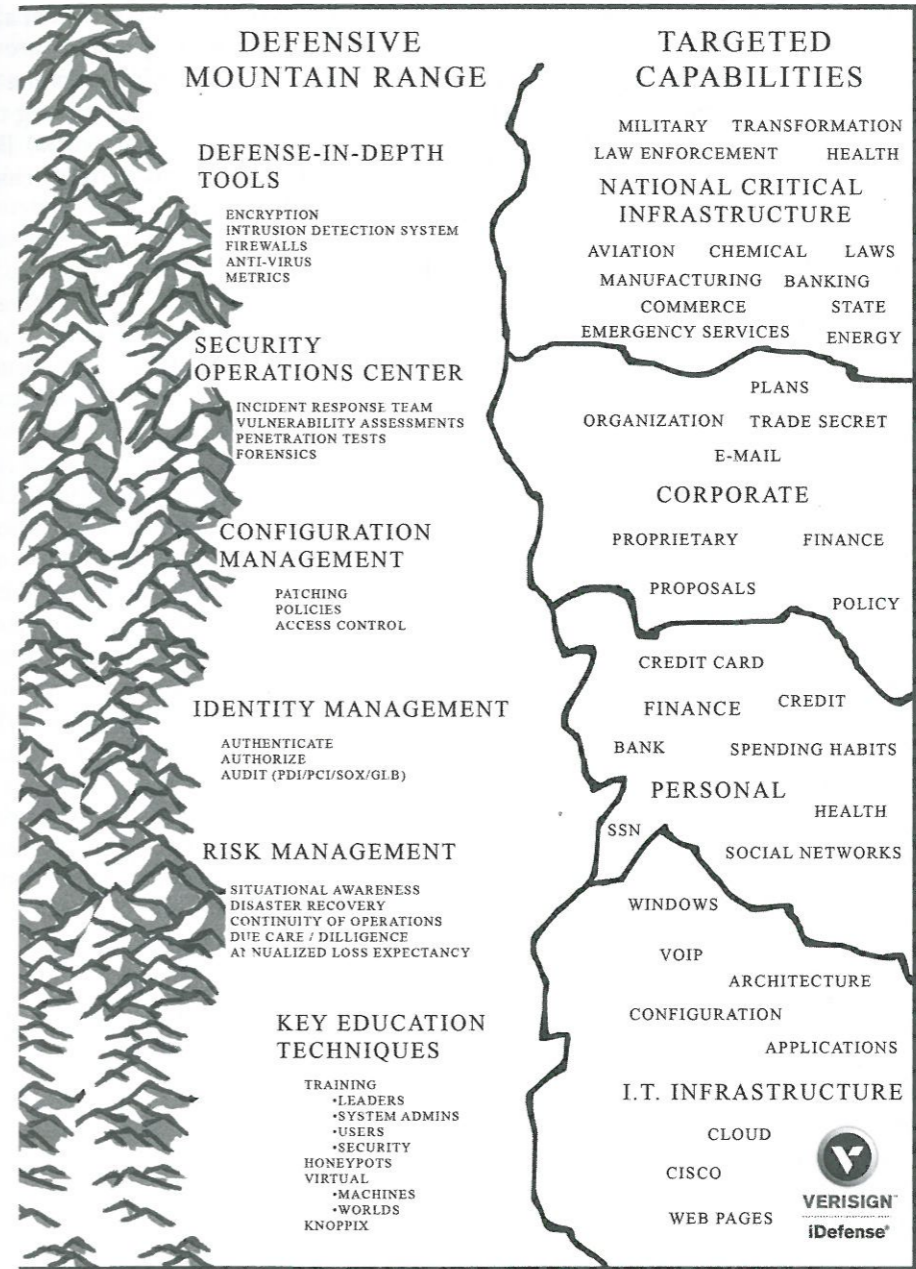 DEFENSIVE
MOUNTAIN RANGE
DEFENSE-IN-DEPTH
TOOLS
ENCRYPTION
INTRUSION DETECTION SYSTEM
FIREWALLS
ANTI-VIRUS
METRICS
SECURITY
OPERATIONS CENTER
INCIDENT RESPONSE TEAM
VULNERABILITY ASSESSMENTS
PENETRATION TESTS
FORENSICS
CONFIGURATION
MANAGEMENT
PATCHING
POLICIES
ACCESS CONTROL
IDENTITY MANAGEMENT
AUTHENTICATE
AUTHORIZE
AUDIT (PDI/PCI/SOX/GLB)
RISK MANAGEMENT
SITUATIONAL AWARENESS
DISASTER RECOVERY
CONTINUITY OF OPERATIONS
DUE CARE / DILLIGENCE
ANNUALIZED LOSS EXPECTANCY
KEY EDUCATION
TECHNIQUES
TRAINING
•LEADERS
•SYSTEM ADMINS
•USERS
•SECURITY
HONEYPOTS
VIRTUAL
•MACHINES
•WORLDS
KNOPPIX
TARGETED
CAPABILITIES
MILITARY TRANSFORMATION
LAW ENFORCEMENT HEALTH
NATIONAL CRITICAL
INFRASTRUCTURE
AVIATION CHEMICAL LAWS
MANUFACTURING BANKING
COMMERCE STATE
EMERGENCY SERVICES ENERGY
PLANS
ORGANIZATION TRADE SECRET
E-MAIL
CORPORATE
PROPRIETARY FINANCE
PROPOSALS
POLICY
CREDIT CARD
FINANCE CREDIT
BANK SPENDING HABITS
PERSONAL
HEALTH
SSN
SOCIAL NETWORKS
WINDOWS
VOIP
ARCHITECTURE
CONFIGURATION
APPLICATIONS
I.T. INFRASTRUCTURE
CLOUD
CISCO
WEB PAGES
VERISIGN™
iDefense®